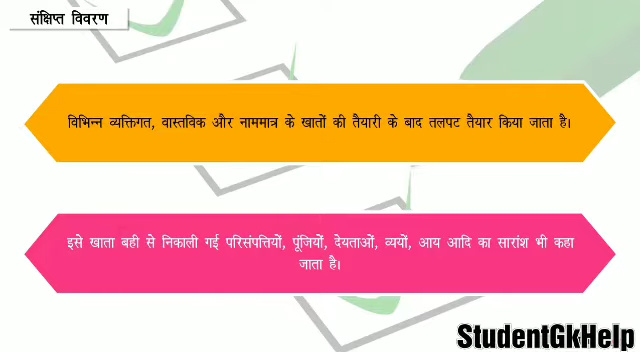 संक्षिप्त विवरण
विभिन्न व्यक्तिगत, वास्तविक और नाममात्र के खातों की तैयारी के बाद तलपट तैयार किया जाता है।
इसे खाता बही से निकाली गई परिसंपत्तियों, पूंजियों, देयताओं, व्ययों, आय आदि का सारांश भी कहा
जाता है।
StudentGkHelp